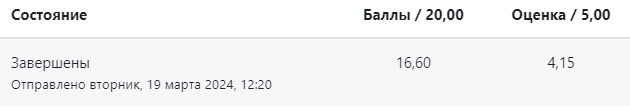 Состояние Баллы / 20,00 Оценка / 5,00
Завершены 16,60 4,15
Отправлено вторник, 19 марта 2024, 12:20